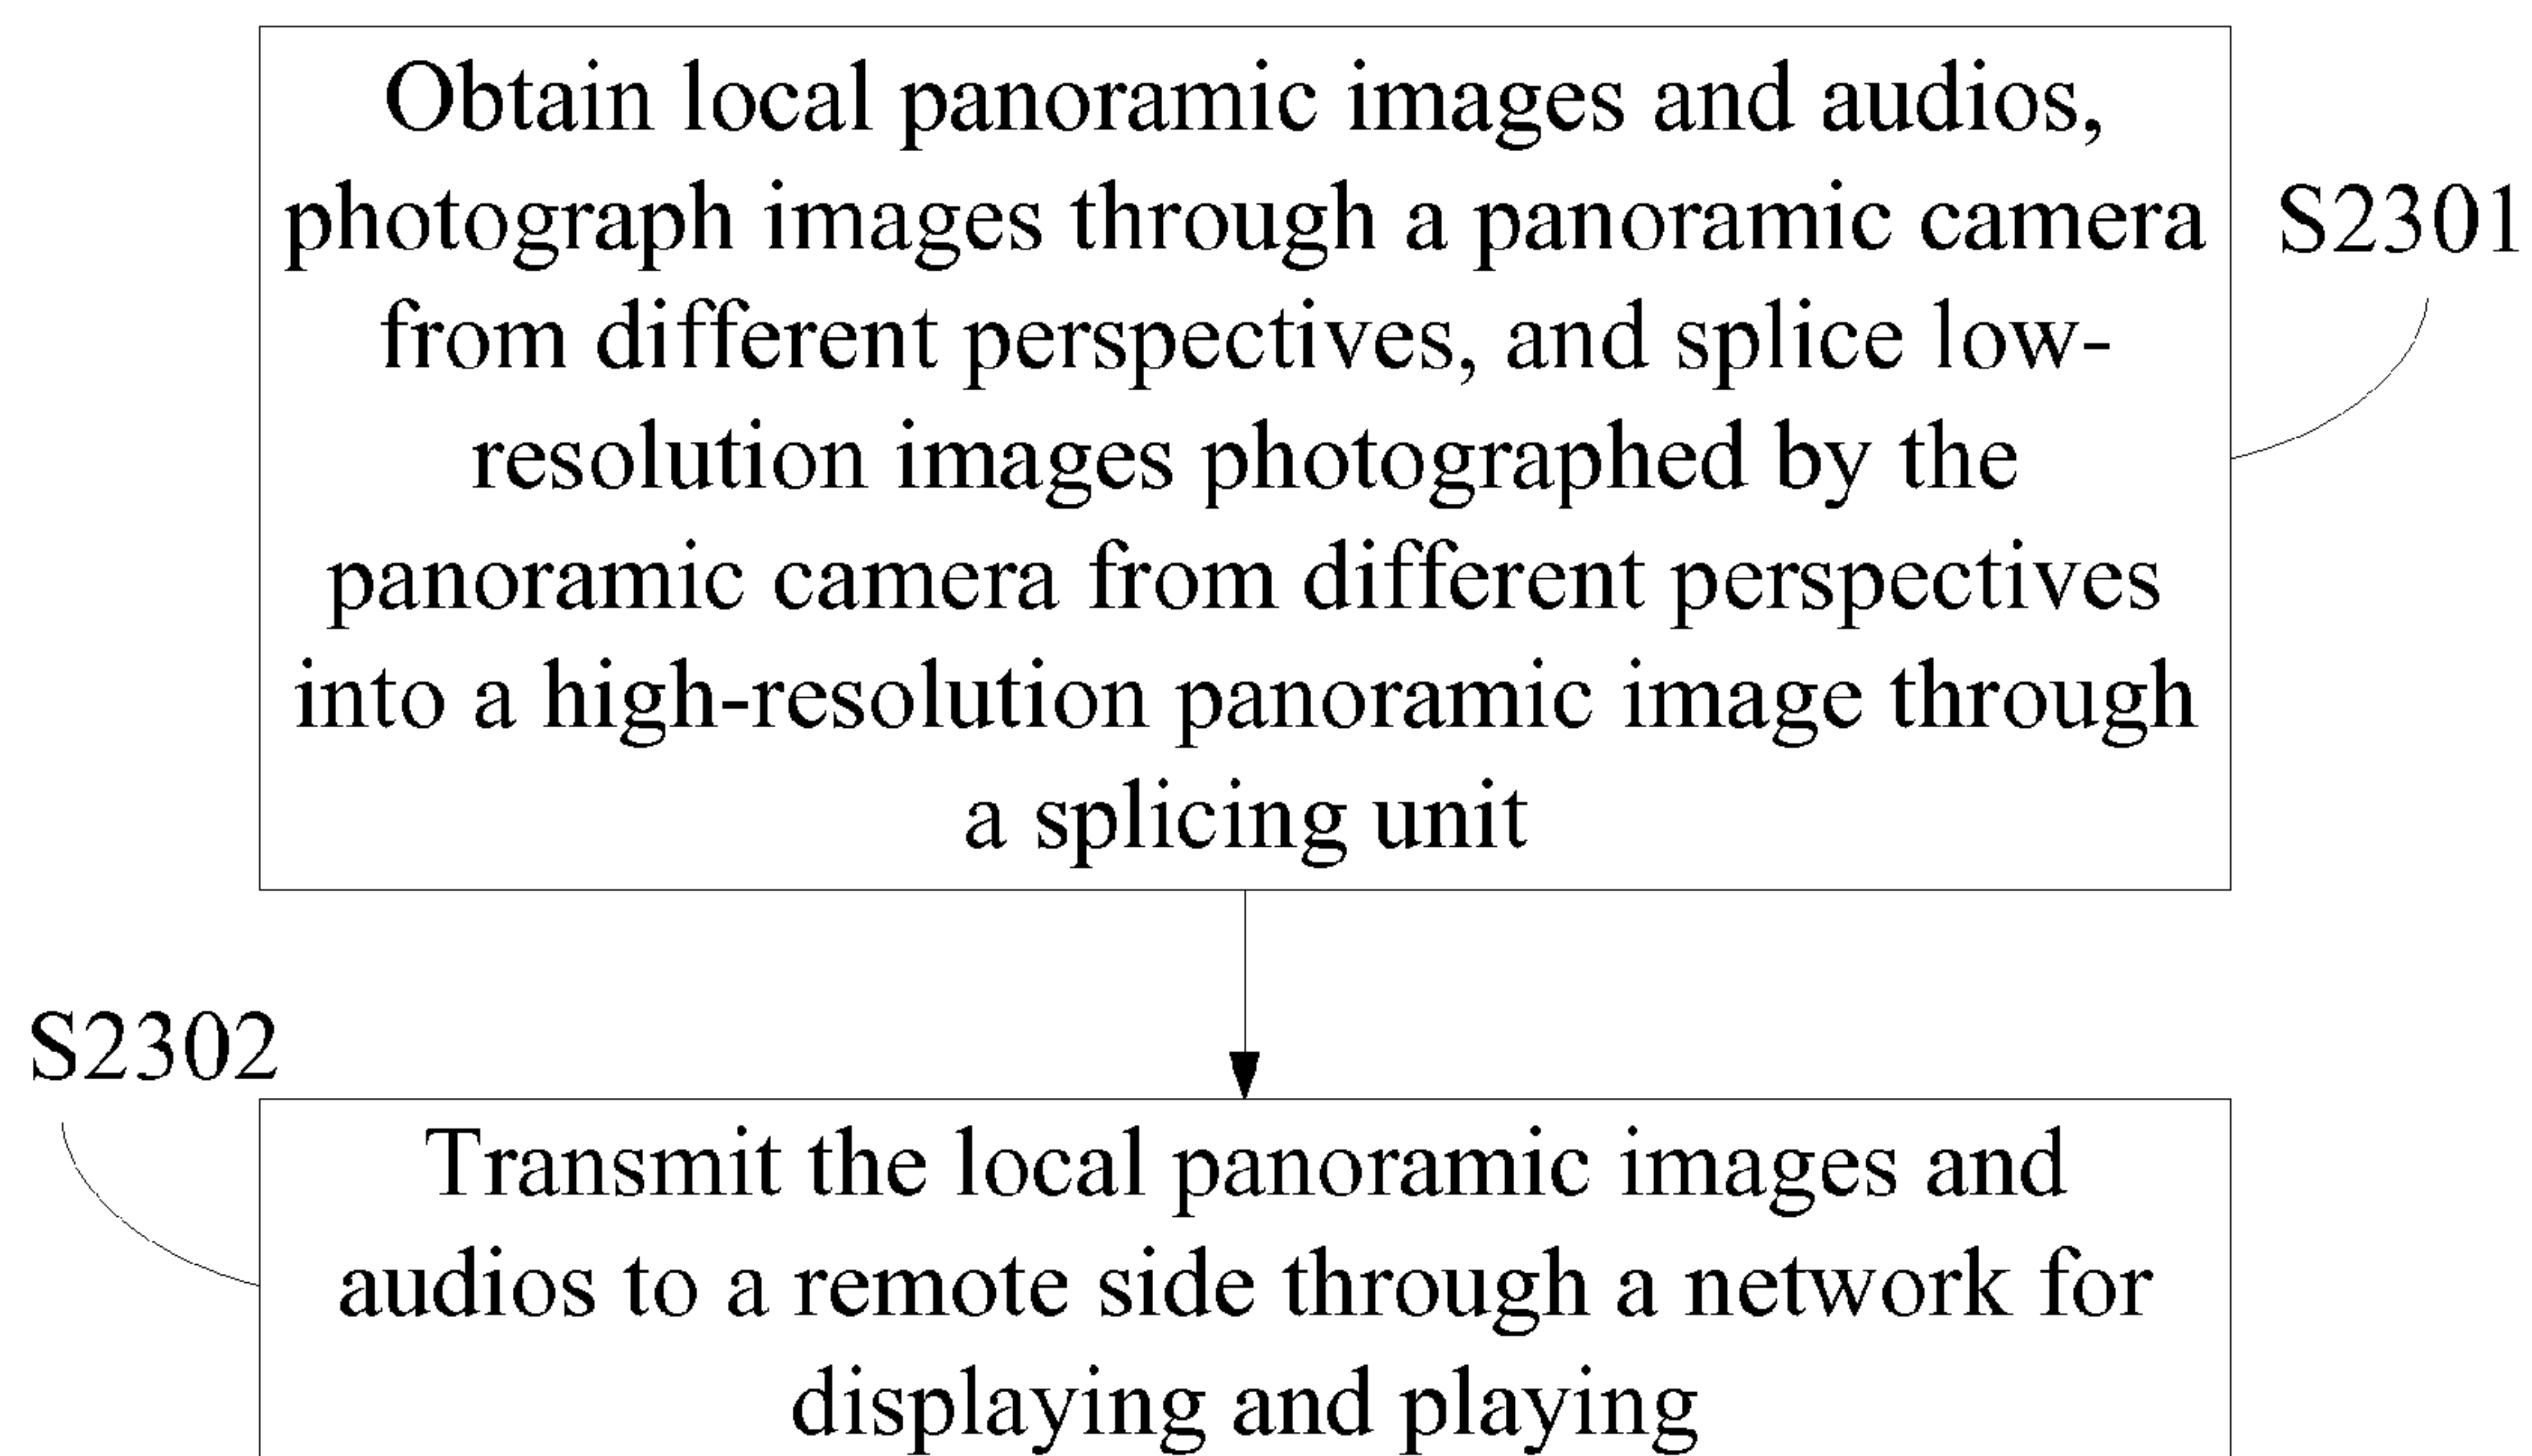 Obtain local panoramic images and audios,
photograph images through a panoramic camera
from different perspectives, and splice low-
resolution images photographed by the
panoramic camera from different perspectives
into a high-resolution panoramic image through
a splicing unit
S2301
S2302
Transmit the local panoramic images and
audios to a remote side through a network for
displaying and playing